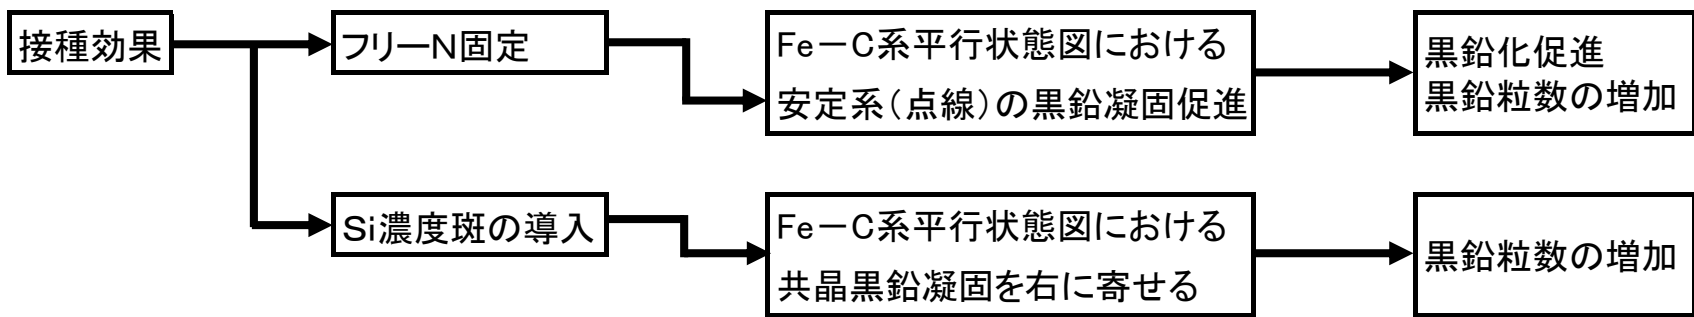 接種効果
フリーN固定
Fe－C系平行状態図における
安定系（点線）の黒鉛凝固促進
黒鉛化促進
黒鉛粒数の増加
Si濃度斑の導入
Fe－C系平行状態図における
共晶黒鉛凝固を右に寄せる
黒鉛粒数の増加